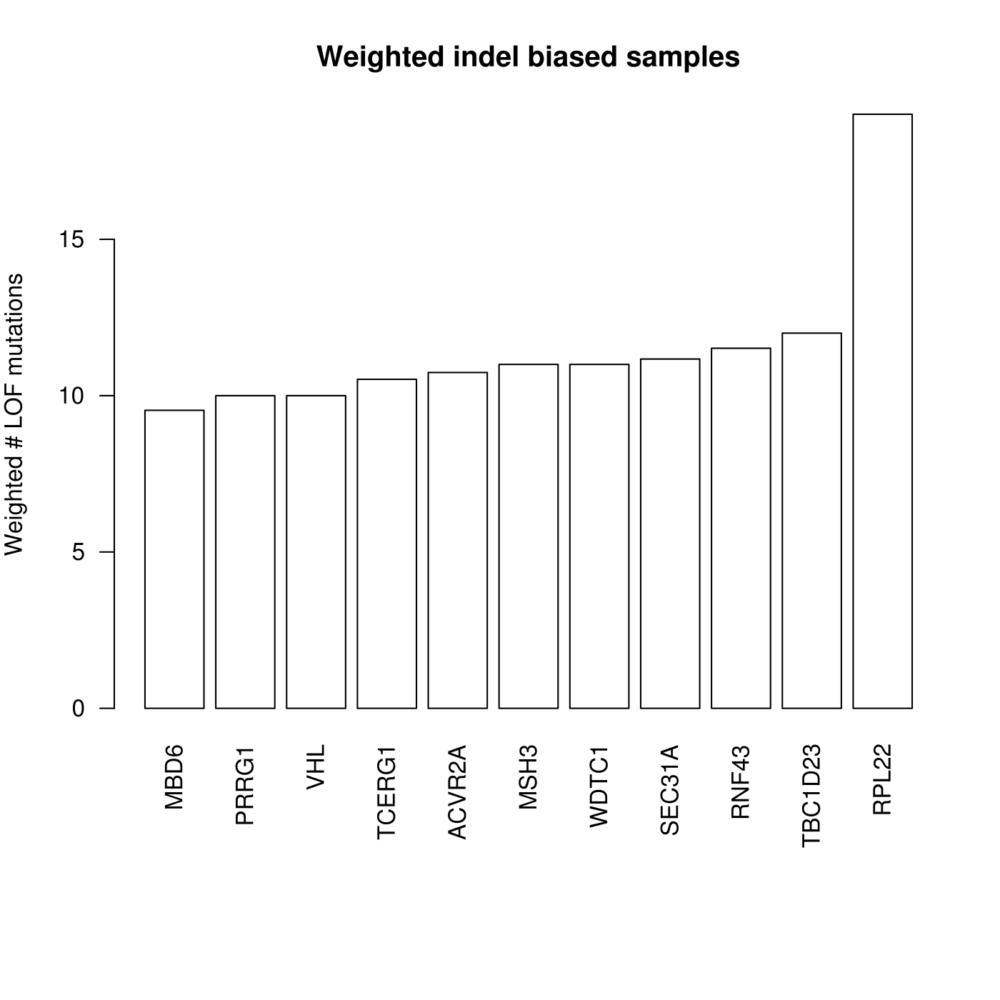 Weighted indel biased samples
Weighted # LOF mutations
15
10
5
0
MBD6
PRRG1
VHL
TCERG1
ACVR2A
MSH3
WDTC1
SEC31A
RNF43
TBC1D23
RPL22